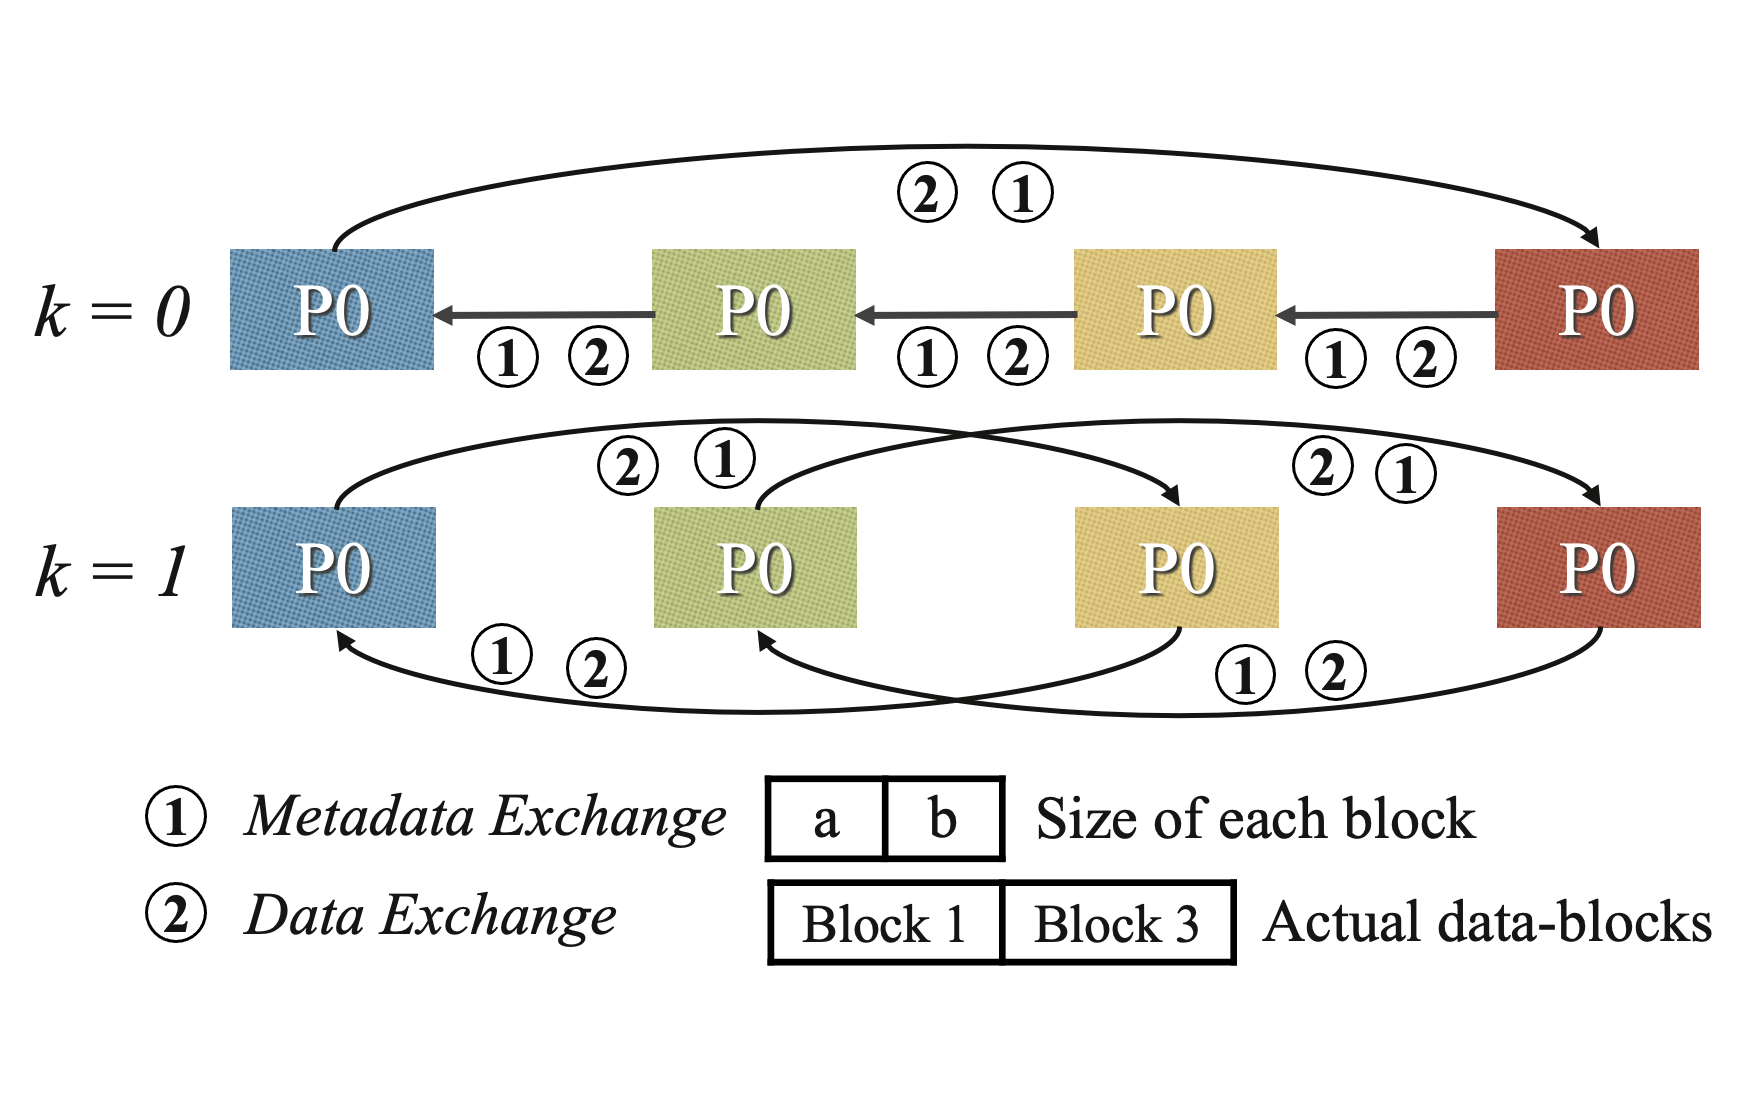 ② ①
k = 0 P0 P0 P0 P0
① ② ① ② ① ②
② ① ② ①
k = 1 P0 P0 P0 P0
① ② ① ②
① Metadata Exchange a b Size of each block
② Data Exchange Block 1 Block 3 Actual data-blocks